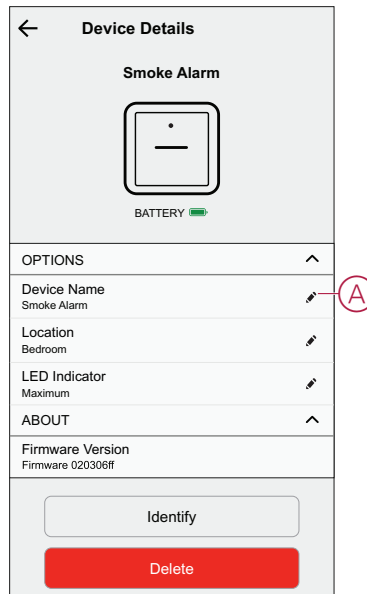 Device Details
Smoke Alarm
BATTERY
OPTIONS
Device Name
Smoke Alarm
A
Location
Bedroom
LED Indicator
Maximum
ABOUT
Firmware Version
Firmware 020306ff
Identify
Delete